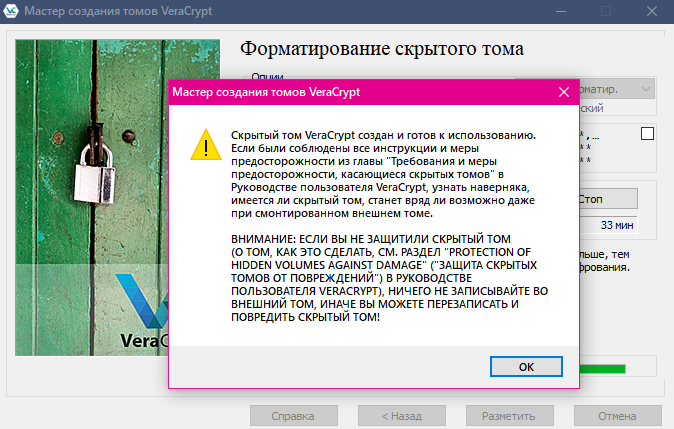 Мастер создания томов VeraCrypt
Форматирование скрытого тома
Опции
Мастер создания томов VeraCrypt
Скрытый том VeraCrypt создан и готов к использованию.
Если были соблюдены все инструкции и меры
предосторожности из главы "Требования и меры
предосторожности, касающиеся скрытых томов" в
Руководстве пользователя VeraCrypt, узнать наверняка,
имеется ли скрытый том, станет вряд ли возможно даже
при смонтированном внешнем томе.
ВНИМАНИЕ: ЕСЛИ ВЫ НЕ ЗАЩИТИЛИ СКРЫТЫЙ ТОМ
(О ТОМ, КАК ЭТО СДЕЛАТЬ, СМ. РАЗДЕЛ "PROTECTION OF
HIDDEN VOLUMES AGAINST DAMAGE" ("ЗАЩИТА СКРЫТЫХ
ТОМОВ ОТ ПОВРЕЖДЕНИЙ") В РУКОВОДСТВЕ
ПОЛЬЗОВАТЕЛЯ VERACRYPT), НИЧЕГО НЕ ЗАПИСЫВАЙТЕ ВО
ВНЕШНИЙ ТОМ, ИНАЧЕ ВЫ МОЖЕТЕ ПЕРЕЗАПИСАТЬ И
ПОВРЕДИТЬ СКРЫТЫЙ ТОМ!
OK
Стоп
33 мин
льше, тем
фрования.
Vera
Справка
< Назад
Разметить
Отмена